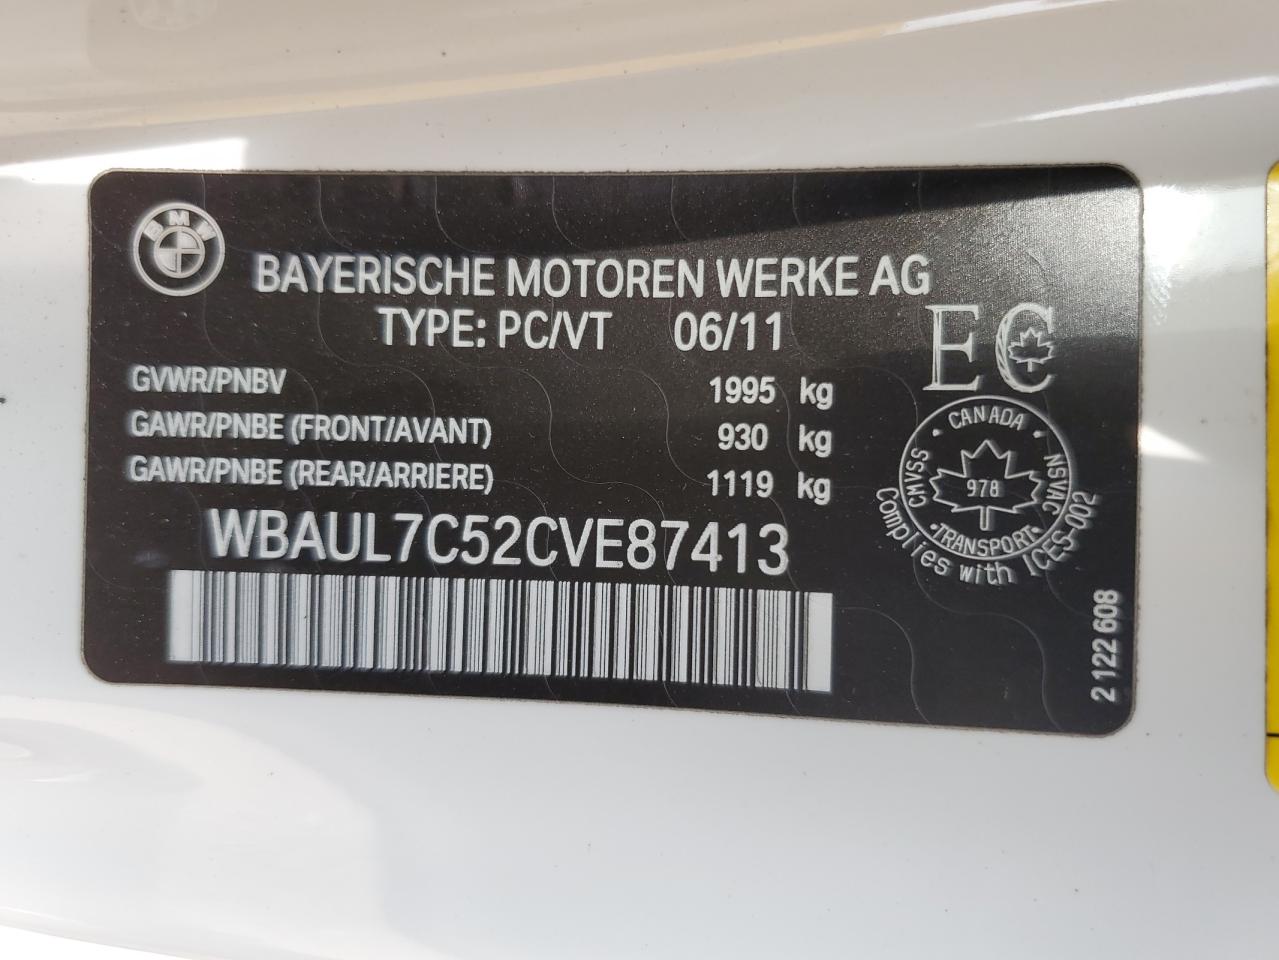 BMW
BAYERISCHE MOTOREN WERKE AG
TYPE: PC/VT 06/11
EC
GVWR/PNBV 1995 kg
GAWR/PNBE (FRONT/AVANT) 930 kg
GAWR/PNBE (REAR/ARRIERE) 1119 kg
WBAUL7C52CVE87413
CANADA
CMVSS
NSVAC
978
TRANSPORT
Complies with ICES-002
2 122 608